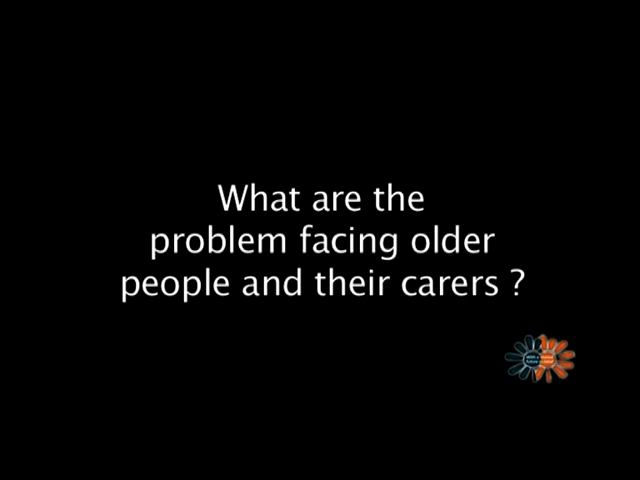 What are the
problem facing older
people and their carers ?